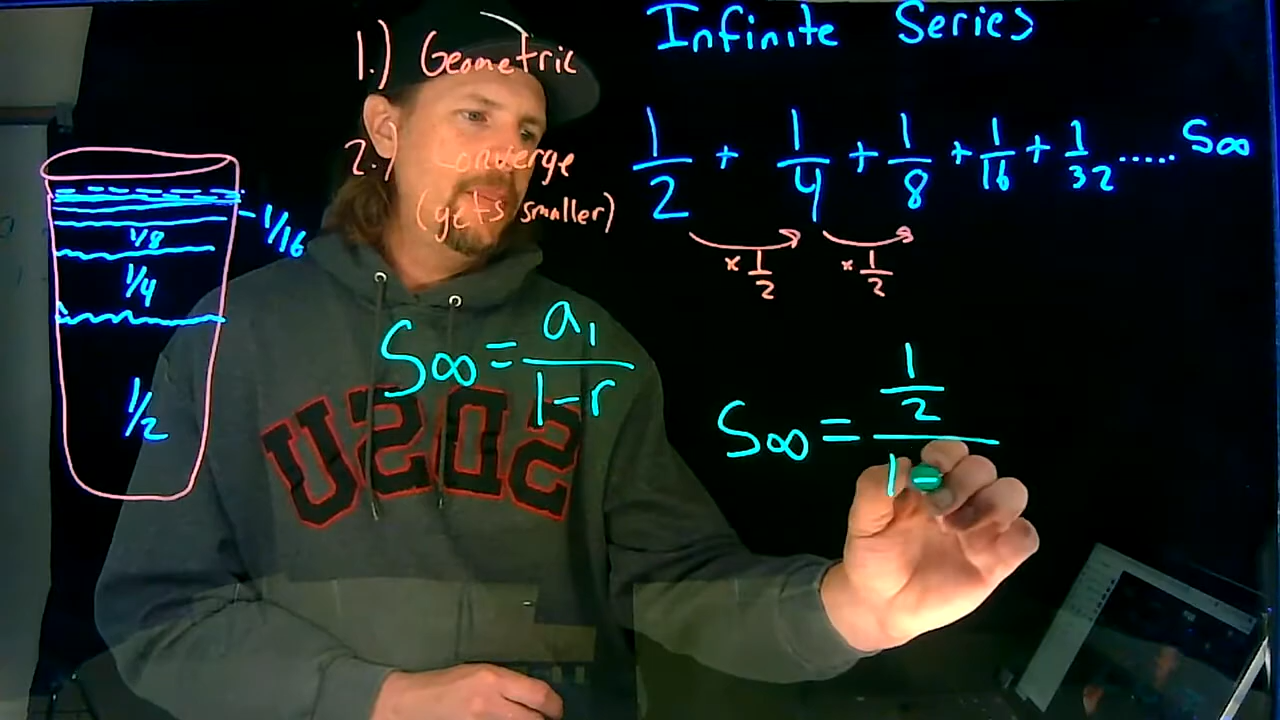 Infinite Series
1.) Geometric
2.) converge
(gets smaller)
1/2 + 1/4 + 1/8 + 1/16 + 1/32 ..... S∞
× 1/2 × 1/2
1/16
1/8
1/4
1/2
S∞ = a₁/1-r
S∞ = 1/2 / 1 -
SDSU